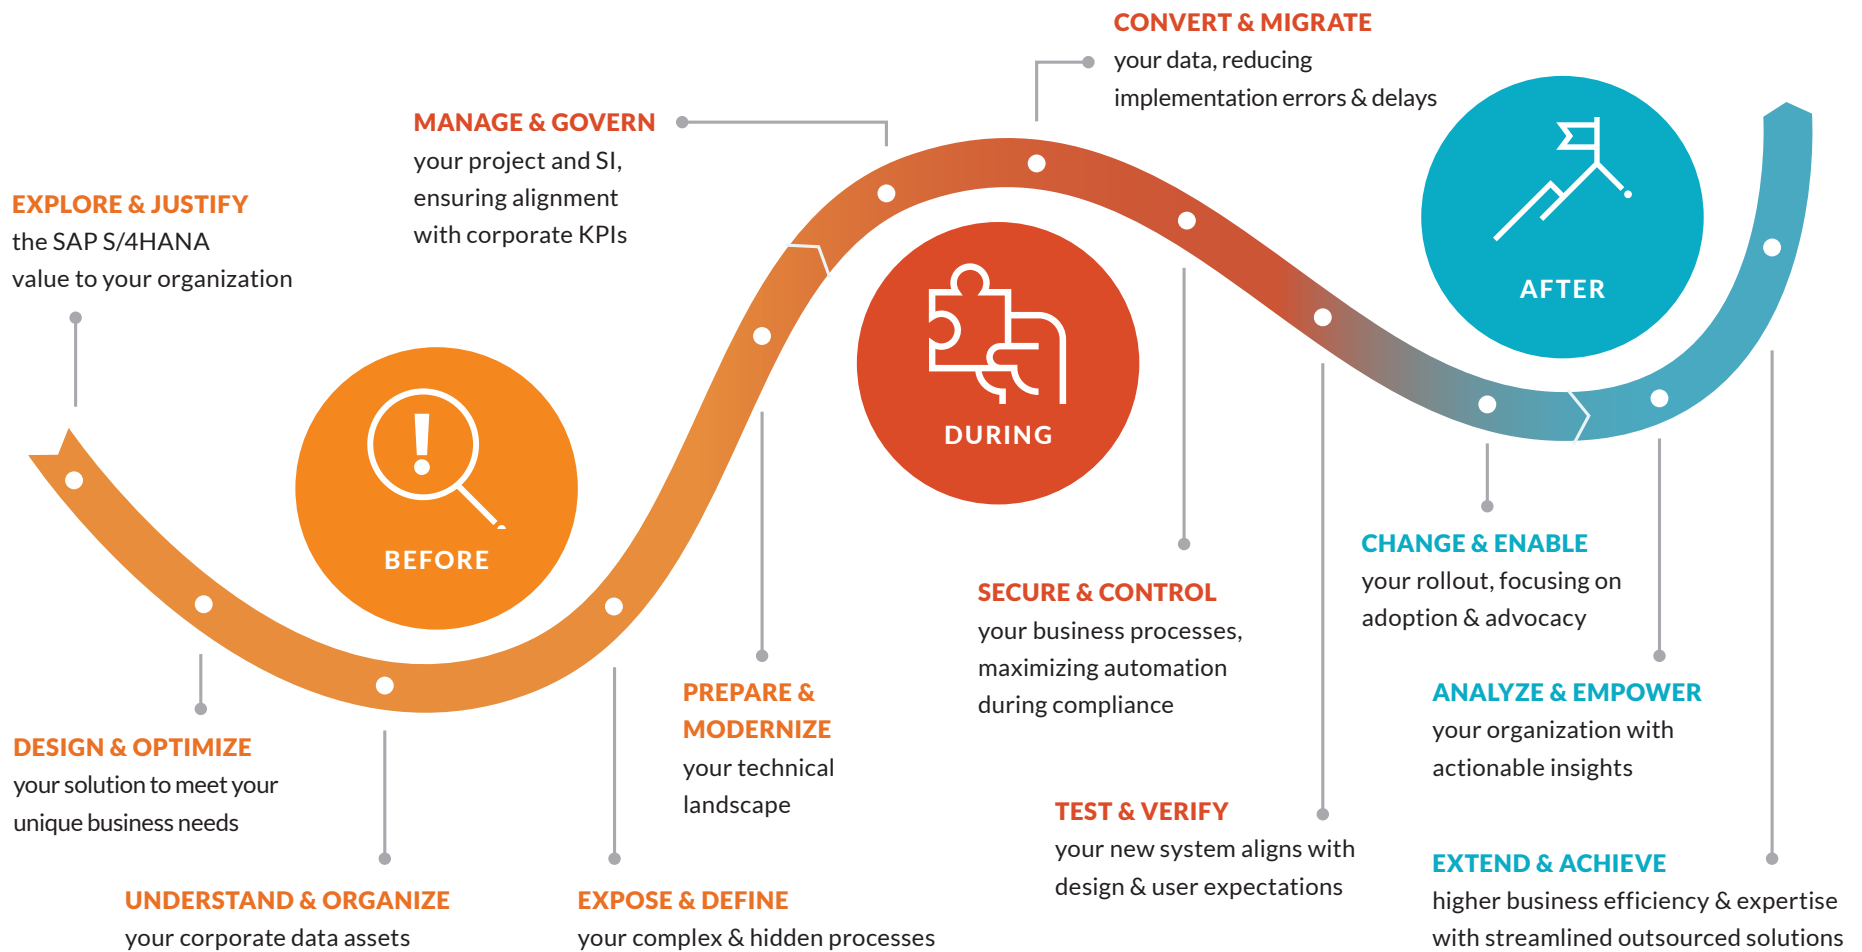 EXPLORE & JUSTIFY
the SAP S/4HANA
value to your organization
DESIGN & OPTIMIZE
your solution to meet your
unique business needs
UNDERSTAND & ORGANIZE
your corporate data assets
BEFORE
EXPOSE & DEFINE
your complex & hidden processes
PREPARE &
MODERNIZE
your technical
landscape
MANAGE & GOVERN
your project and SI,
ensuring alignment
with corporate KPIs
CONVERT & MIGRATE
your data, reducing
implementation errors & delays
DURING
SECURE & CONTROL
your business processes,
maximizing automation
during compliance
TEST & VERIFY
your new system aligns with
design & user expectations
AFTER
CHANGE & ENABLE
your rollout, focusing on
adoption & advocacy
ANALYZE & EMPOWER
your organization with
actionable insights
EXTEND & ACHIEVE
higher business efficiency & expertise
with streamlined outsourced solutions